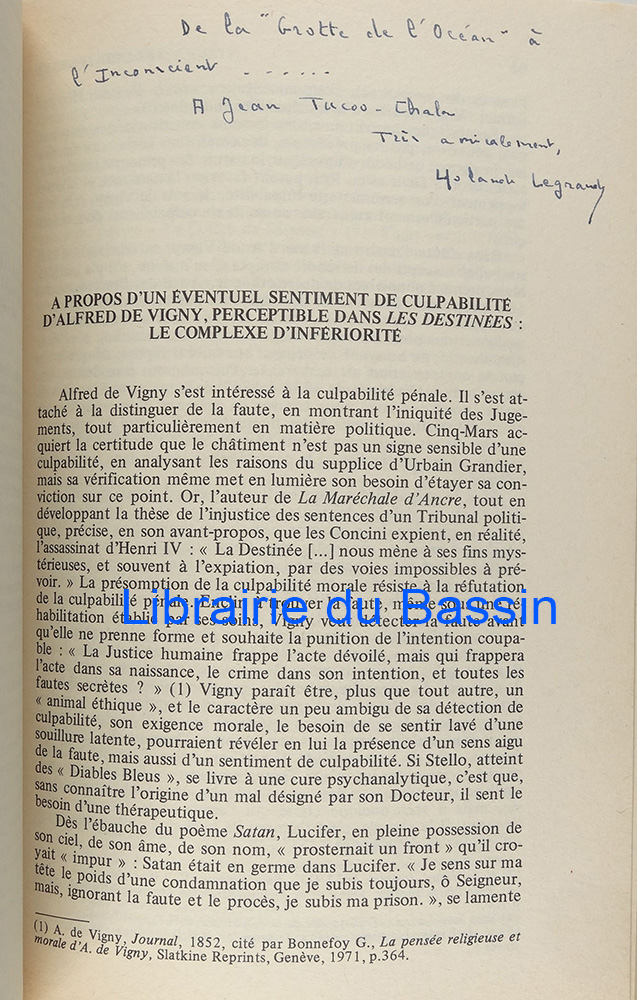 De la "Grotte de l'Océan" à
l'Inconscient ......
A Jean Tucoo-Chala
Très amicalement,
Yolande Legrand
A PROPOS D'UN ÉVENTUEL SENTIMENT DE CULPABILITÉ
D'ALFRED DE VIGNY, PERCEPTIBLE DANS LES DESTINÉES :
LE COMPLEXE D'INFÉRIORITÉ
Alfred de Vigny s'est intéressé à la culpabilité pénale. Il s'est at-
taché à la distinguer de la faute, en montrant l'iniquité des Juge-
ments, tout particulièrement en matière politique. Cinq-Mars ac-
quiert la certitude que le châtiment n'est pas un signe sensible d'une
culpabilité, en analysant les raisons du supplice d'Urbain Grandier,
mais sa vérification même met en lumière son besoin d'étayer sa con-
viction sur ce point. Or, l'auteur de La Maréchale d'Ancre, tout en
développant la thèse de l'injustice des sentences d'un Tribunal politi-
que, précise, en son avant-propos, que les Concini expient, en réalité,
l'assassinat d'Henri IV : « La Destinée [...] nous mène à ses fins mys-
térieuses, et souvent à l'expiation, par des voies impossibles à pré-
voir. » La présomption de la culpabilité morale résiste à la réfutation
de la culpabilité pénale. Enclin à trouver la faute, même son
habilitation établie par ses soins, Vigny veut détecter la faute avant
qu'elle ne prenne forme et souhaite la punition de l'intention coupa-
ble : « La Justice humaine frappe l'acte dévoilé, mais qui frappera
l'acte dans sa naissance, le crime dans son intention, et toutes les
fautes secrètes ? » (1) Vigny paraît être, plus que tout autre, un
« animal éthique », et le caractère un peu ambigu de sa détection de
culpabilité, son exigence morale, le besoin de se sentir lavé d'une
souillure latente, pourraient révéler en lui la présence d'un sens aigu
de la faute, mais aussi d'un sentiment de culpabilité. Si Stello, atteint
des « Diables Bleus », se livre à une cure psychanalytique, c'est que,
sans connaître l'origine d'un mal désigné par son Docteur, il sent le
besoin d'une thérapeutique.
Dès l'ébauche du poème Satan, Lucifer, en pleine possession de
son ciel, de son âme, de son nom, « prosternait un front » qu'il cro-
yait « impur » : Satan était en germe dans Lucifer. « Je sens sur ma
tête le poids d'une condamnation que je subis toujours, ô Seigneur,
mais, ignorant la faute et le procès, je subis ma prison. », se lamente
(1) A. de Vigny, Journal, 1852, cité par Bonnefoy G., La pensée religieuse et
morale d'A. de Vigny, Slatkine Reprints, Genève, 1971, p.364.
Librairie du Bassin